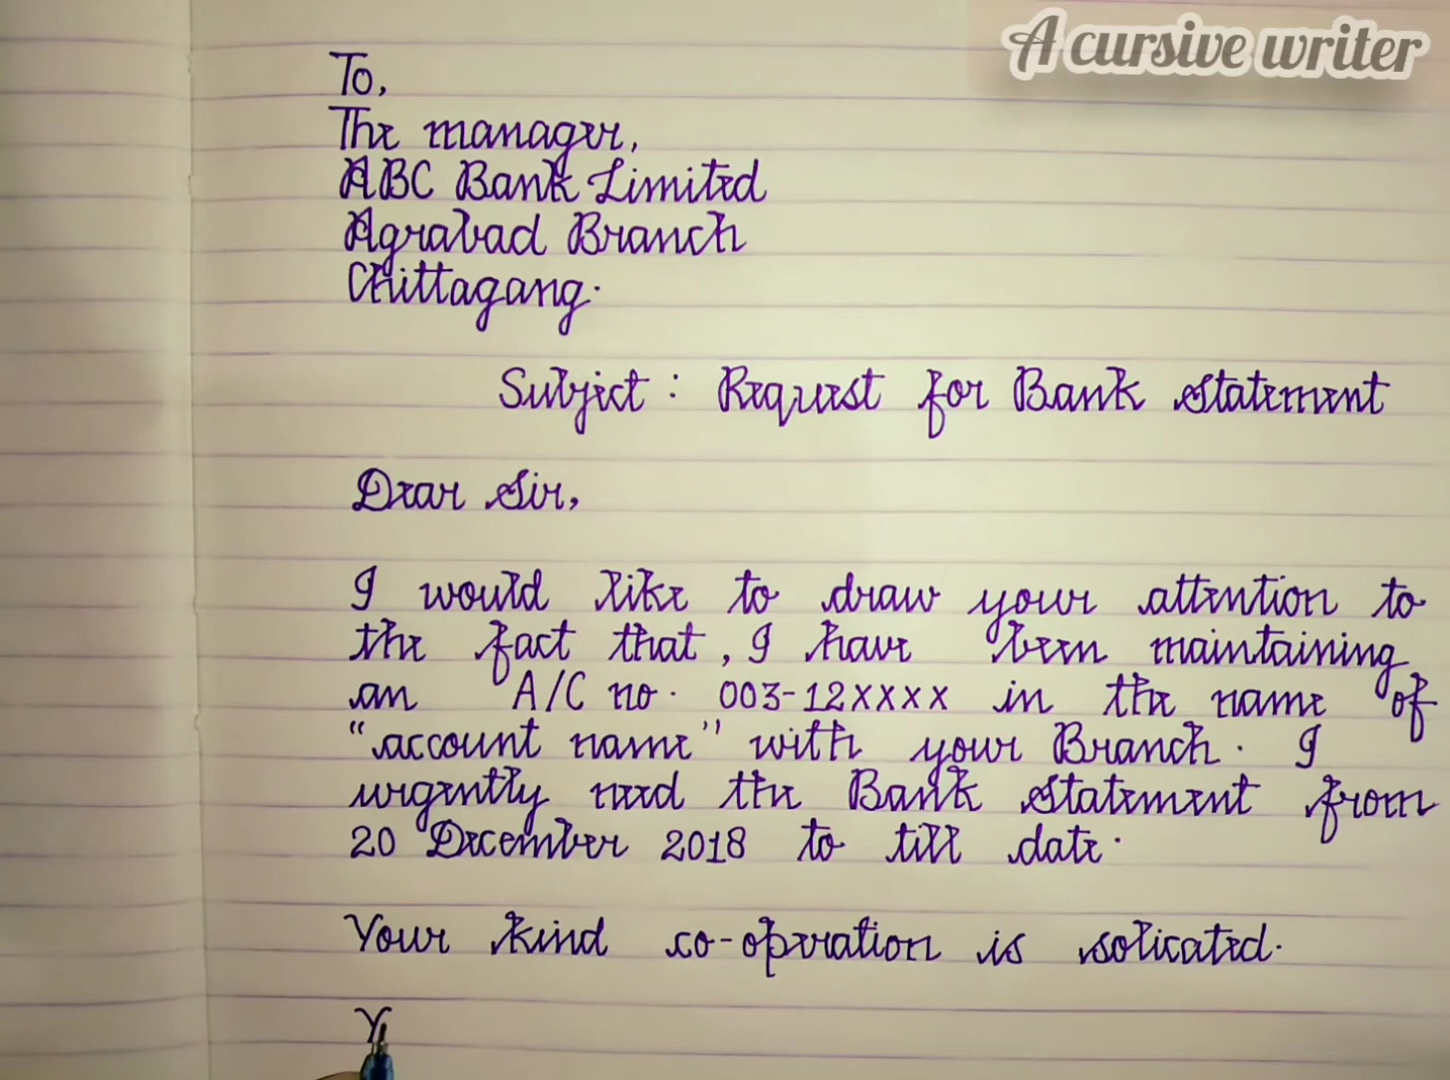 A cursive writer
To,
The manager,
ABC Bank Limited
Agrabad Branch
Chittagang.
Subject : Request for Bank Statement
Dear Sir,
I would like to draw your attention to
the fact that, I have been maintaining
an A/C no. 003-12xxxx in the name of
"account name" with your Branch. I
urgently need the Bank Statement from
20 December 2018 to till date.
Your kind co-operation is solicated.
Y